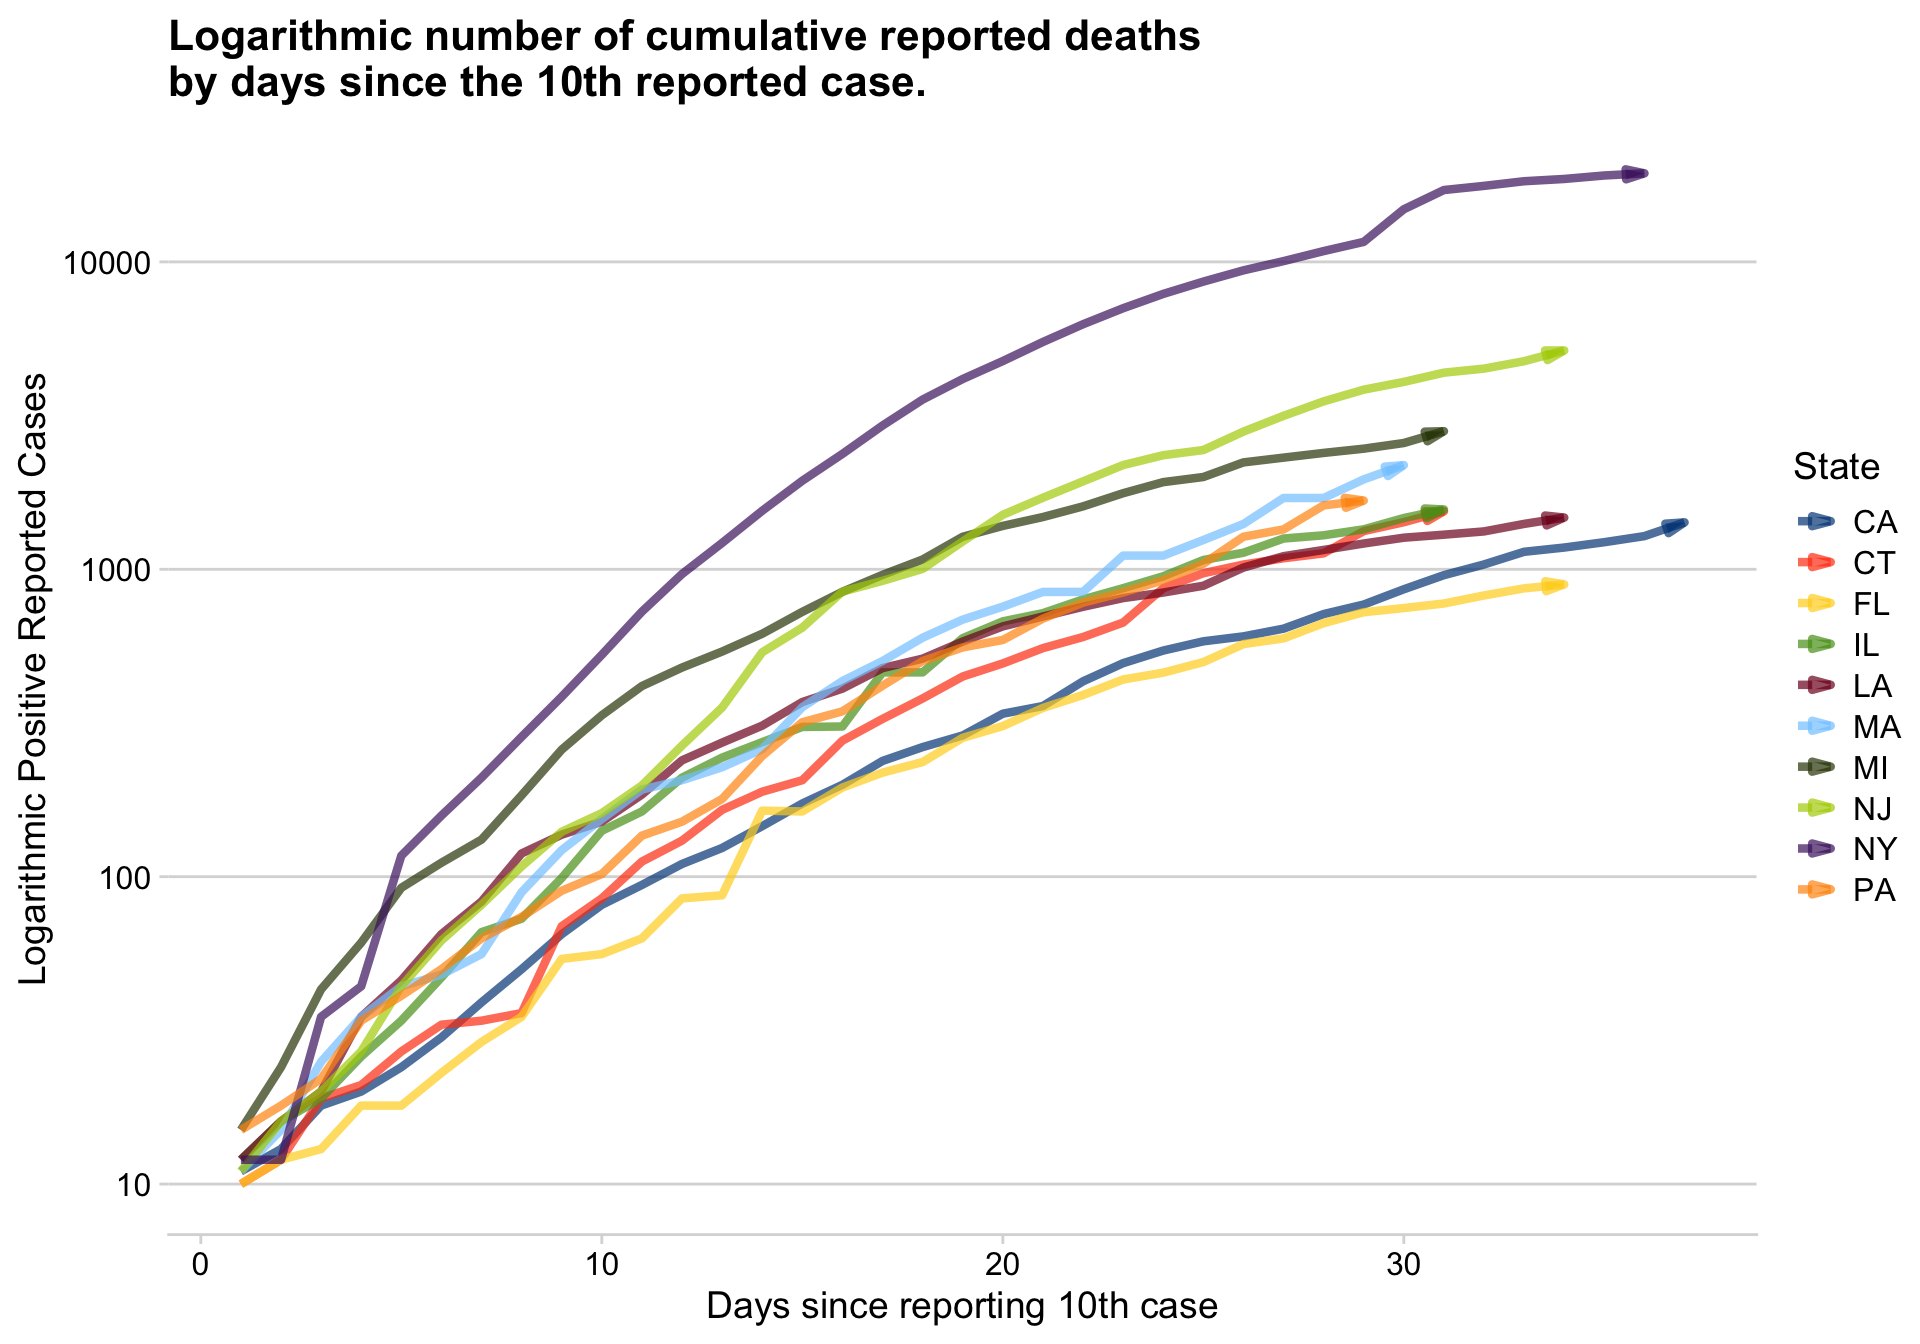 Logarithmic number of cumulative reported deaths
by days since the 10th reported case.
Logarithmic Positive Reported Cases
10000
1000
100
10
0
10
20
30
Days since reporting 10th case
State
CA
CT
FL
IL
LA
MA
MI
NJ
NY
PA